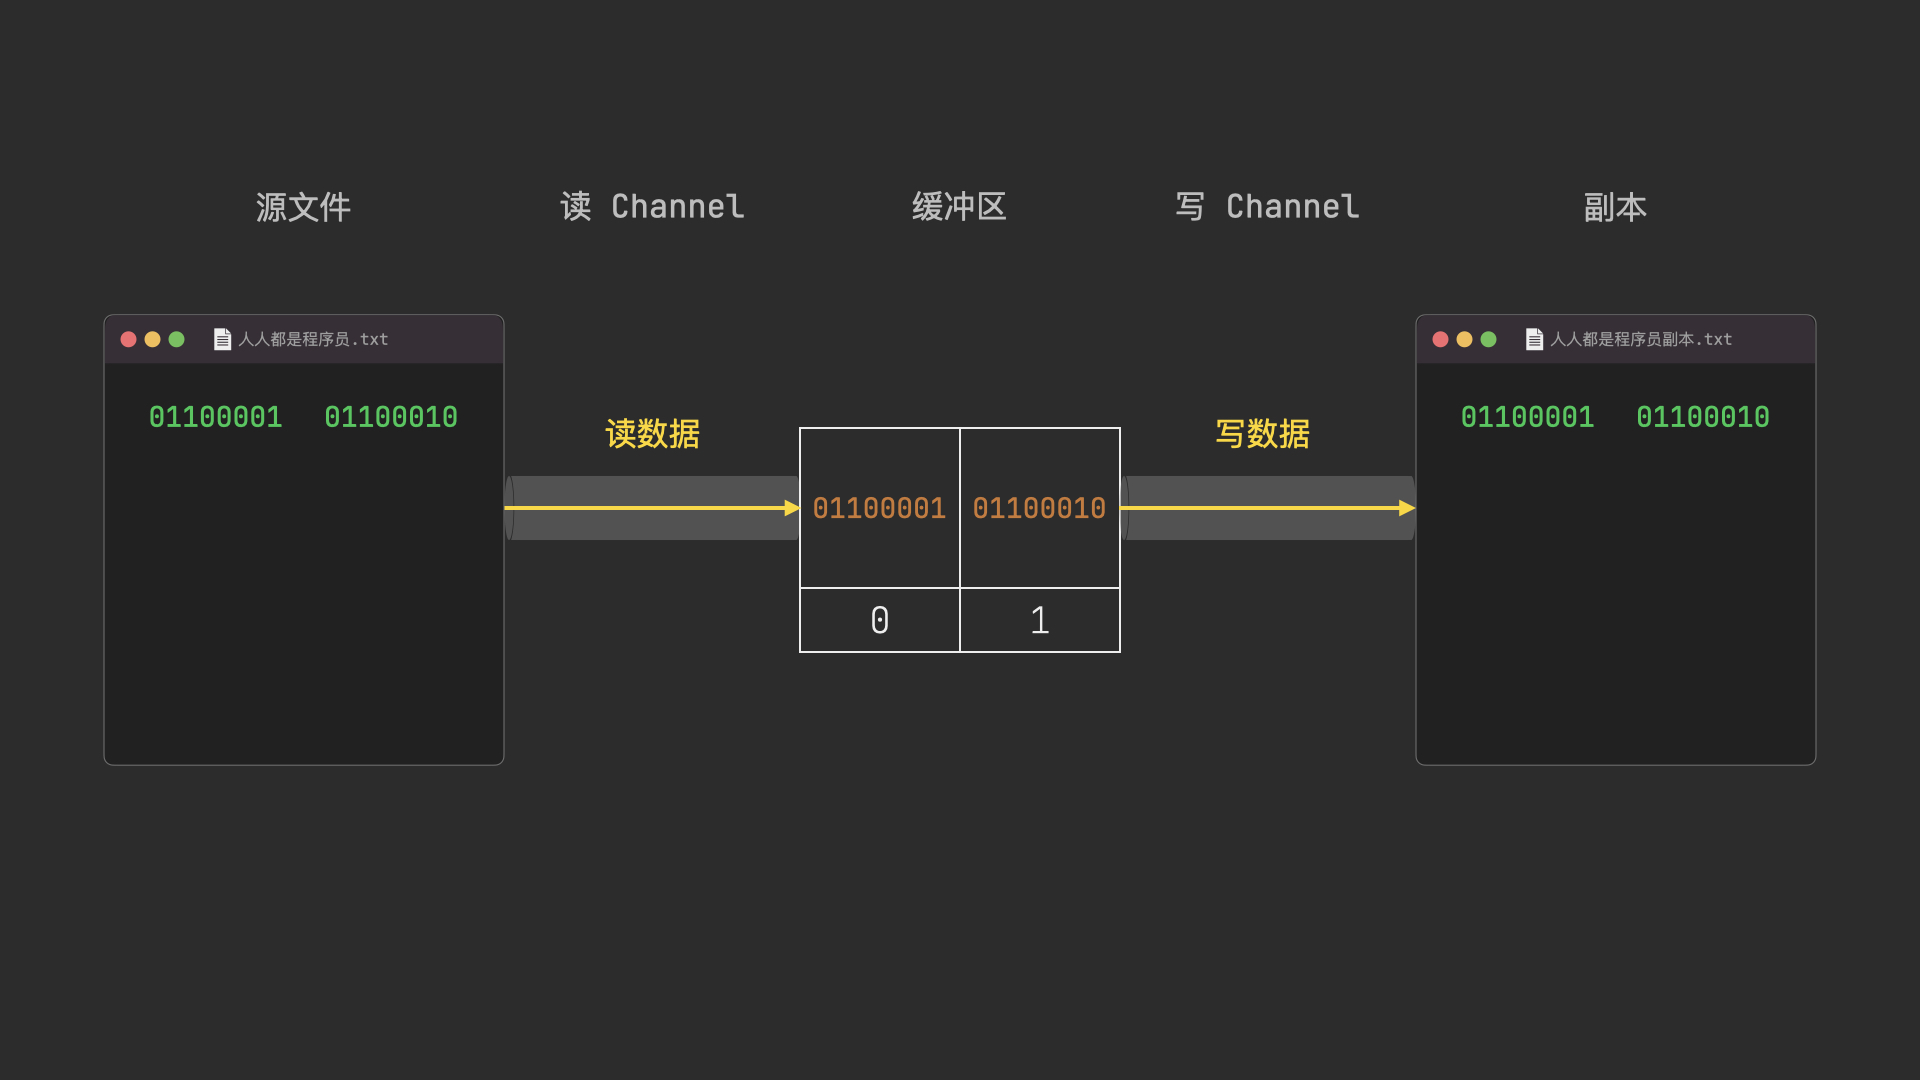 源文件
读 Channel
缓冲区
写 Channel
副本
人人都是程序员.txt
01100001 01100010
读数据
01100001 01100010
0 1
写数据
人人都是程序员副本.txt
01100001 01100010